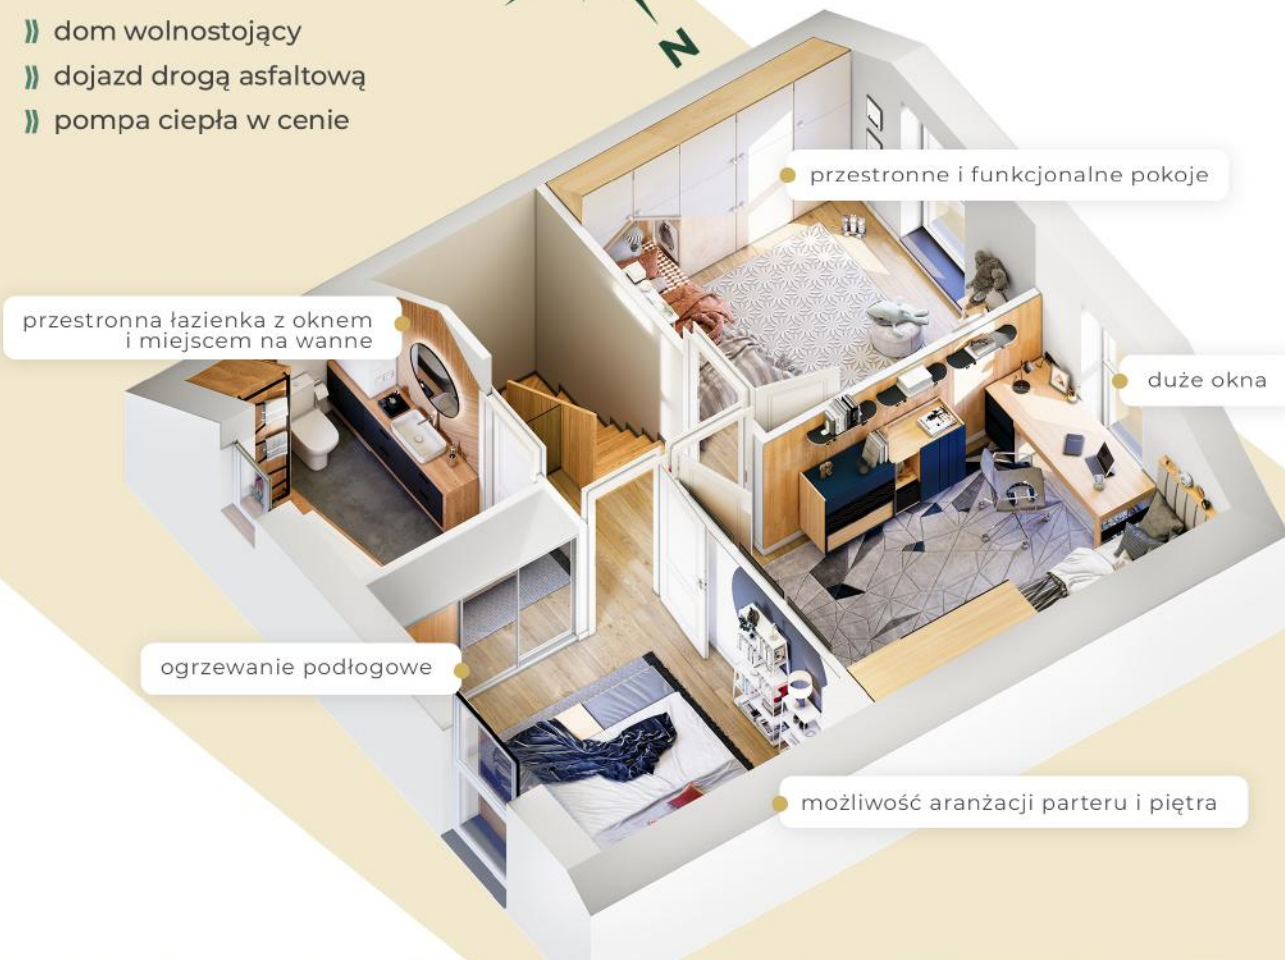 dom wolnostojący
dojazd drogą asfaltową
pompa ciepła w cenie
N
przestronne i funkcjonalne pokoje
przestronna łazienka z oknem
i miejscem na wanne
duże okna
ogrzewanie podłogowe
możliwość aranżacji parteru i piętra